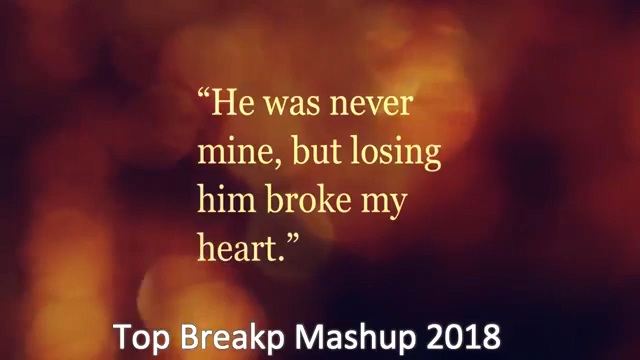 “He was never
mine, but losing
him broke my
heart.”
Top Breakp Mashup 2018